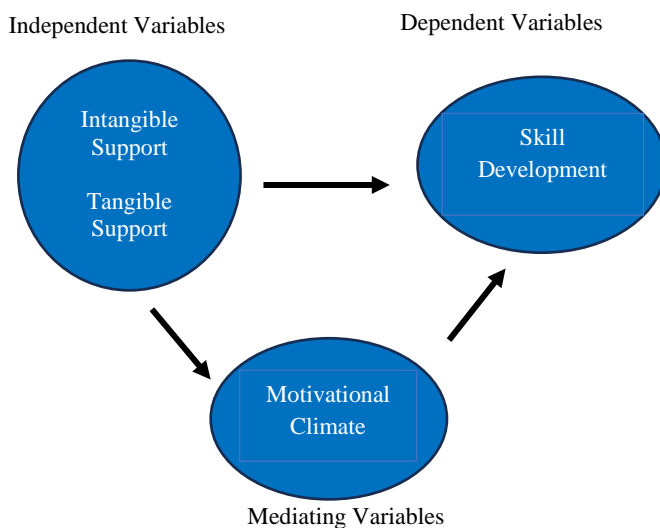 Independent Variables
Dependent Variables
Intangible
Support
Tangible
Support
Skill
Development
Motivational
Climate
Mediating Variables